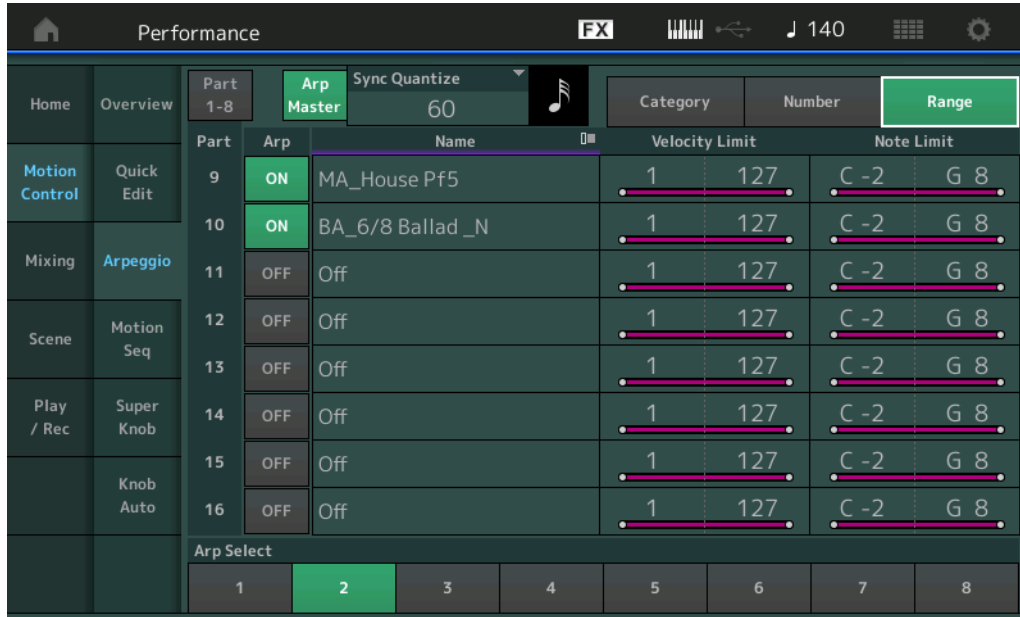 Performance FX 140
Home
Motion
Control
Mixing
Scene
Play
/ Rec
Overview
Quick
Edit
Arpeggio
Motion
Seq
Super
Knob
Knob
Auto
Part
1-8
Arp
Master
Sync Quantize
60
Category Number Range
Part Arp Name Velocity Limit Note Limit
9 ON MA_House Pf5 1 127 C -2 G 8
10 ON BA_6/8 Ballad _N 1 127 C -2 G 8
11 OFF Off 1 127 C -2 G 8
12 OFF Off 1 127 C -2 G 8
13 OFF Off 1 127 C -2 G 8
14 OFF Off 1 127 C -2 G 8
15 OFF Off 1 127 C -2 G 8
16 OFF Off 1 127 C -2 G 8
Arp Select
1 2 3 4 5 6 7 8